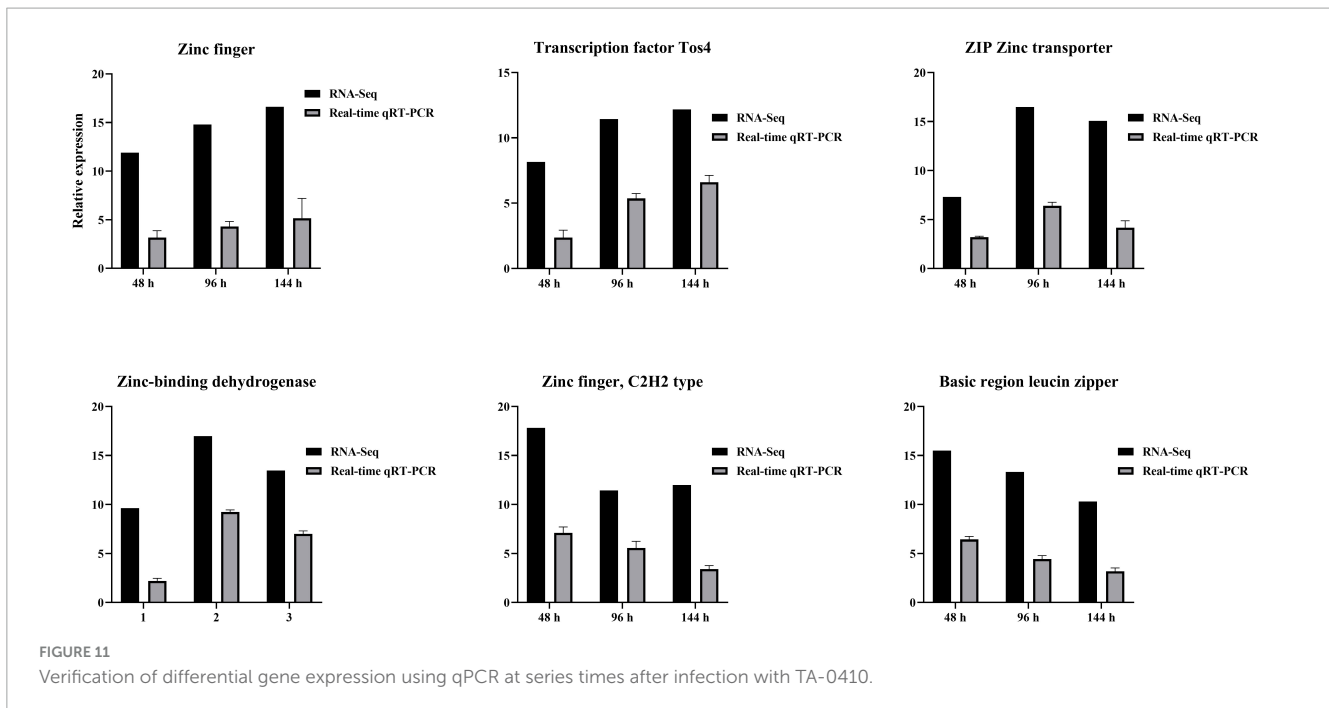 Zinc finger
20
15
10
5
0
Relative expression
48 h 96 h 144 h
RNA-Seq
Real-time qRT-PCR
Transcription factor Tos4
15
10
5
0
48 h 96 h 144 h
RNA-Seq
Real-time qRT-PCR
ZIP Zinc transporter
20
15
10
5
0
48 h 96 h 144 h
RNA-Seq
Real-time qRT-PCR
Zinc-binding dehydrogenase
20
15
10
5
0
1 2 3
RNA-Seq
Real-time qRT-PCR
Zinc finger, C2H2 type
20
15
10
5
0
48 h 96 h 144 h
RNA-Seq
Real-time qRT-PCR
Basic region leucin zipper
20
15
10
5
0
48 h 96 h 144 h
RNA-Seq
Real-time qRT-PCR
FIGURE 11
Verification of differential gene expression using qPCR at series times after infection with TA-0410.